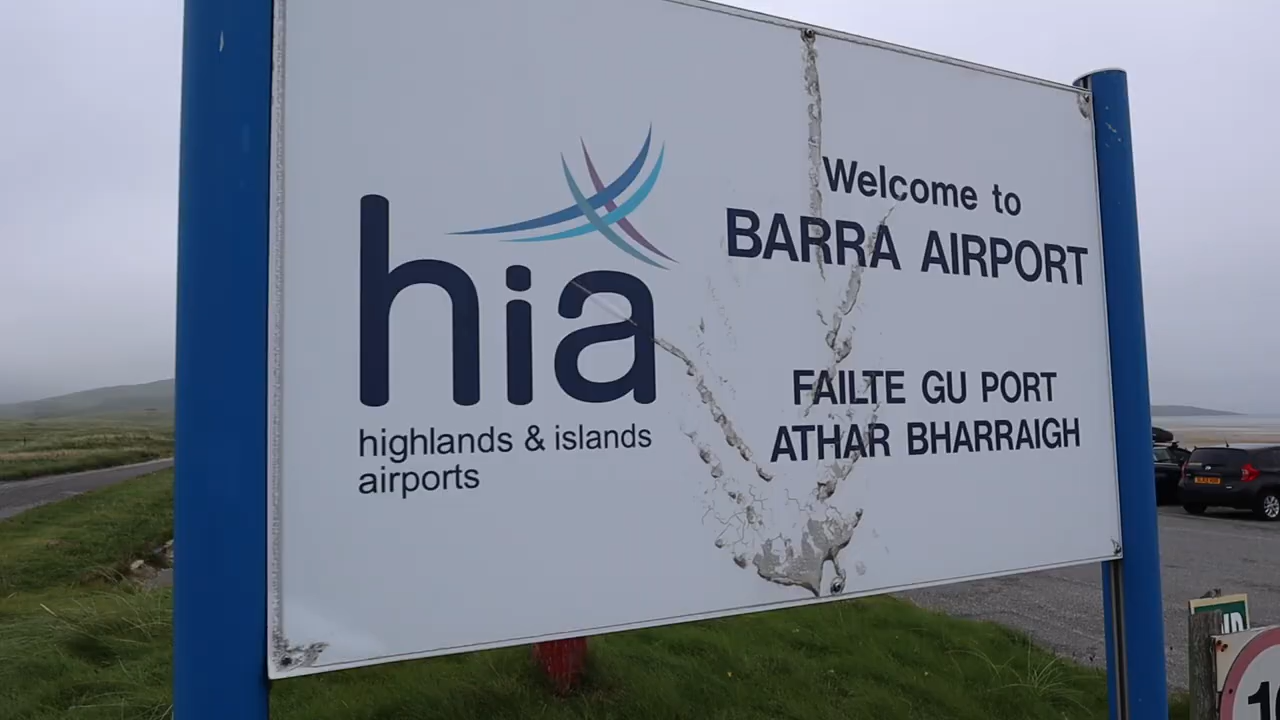 hia
highlands & islands
airports
Welcome to
BARRA AIRPORT
FAILTE GU PORT
ATHAR BHARRAIGH